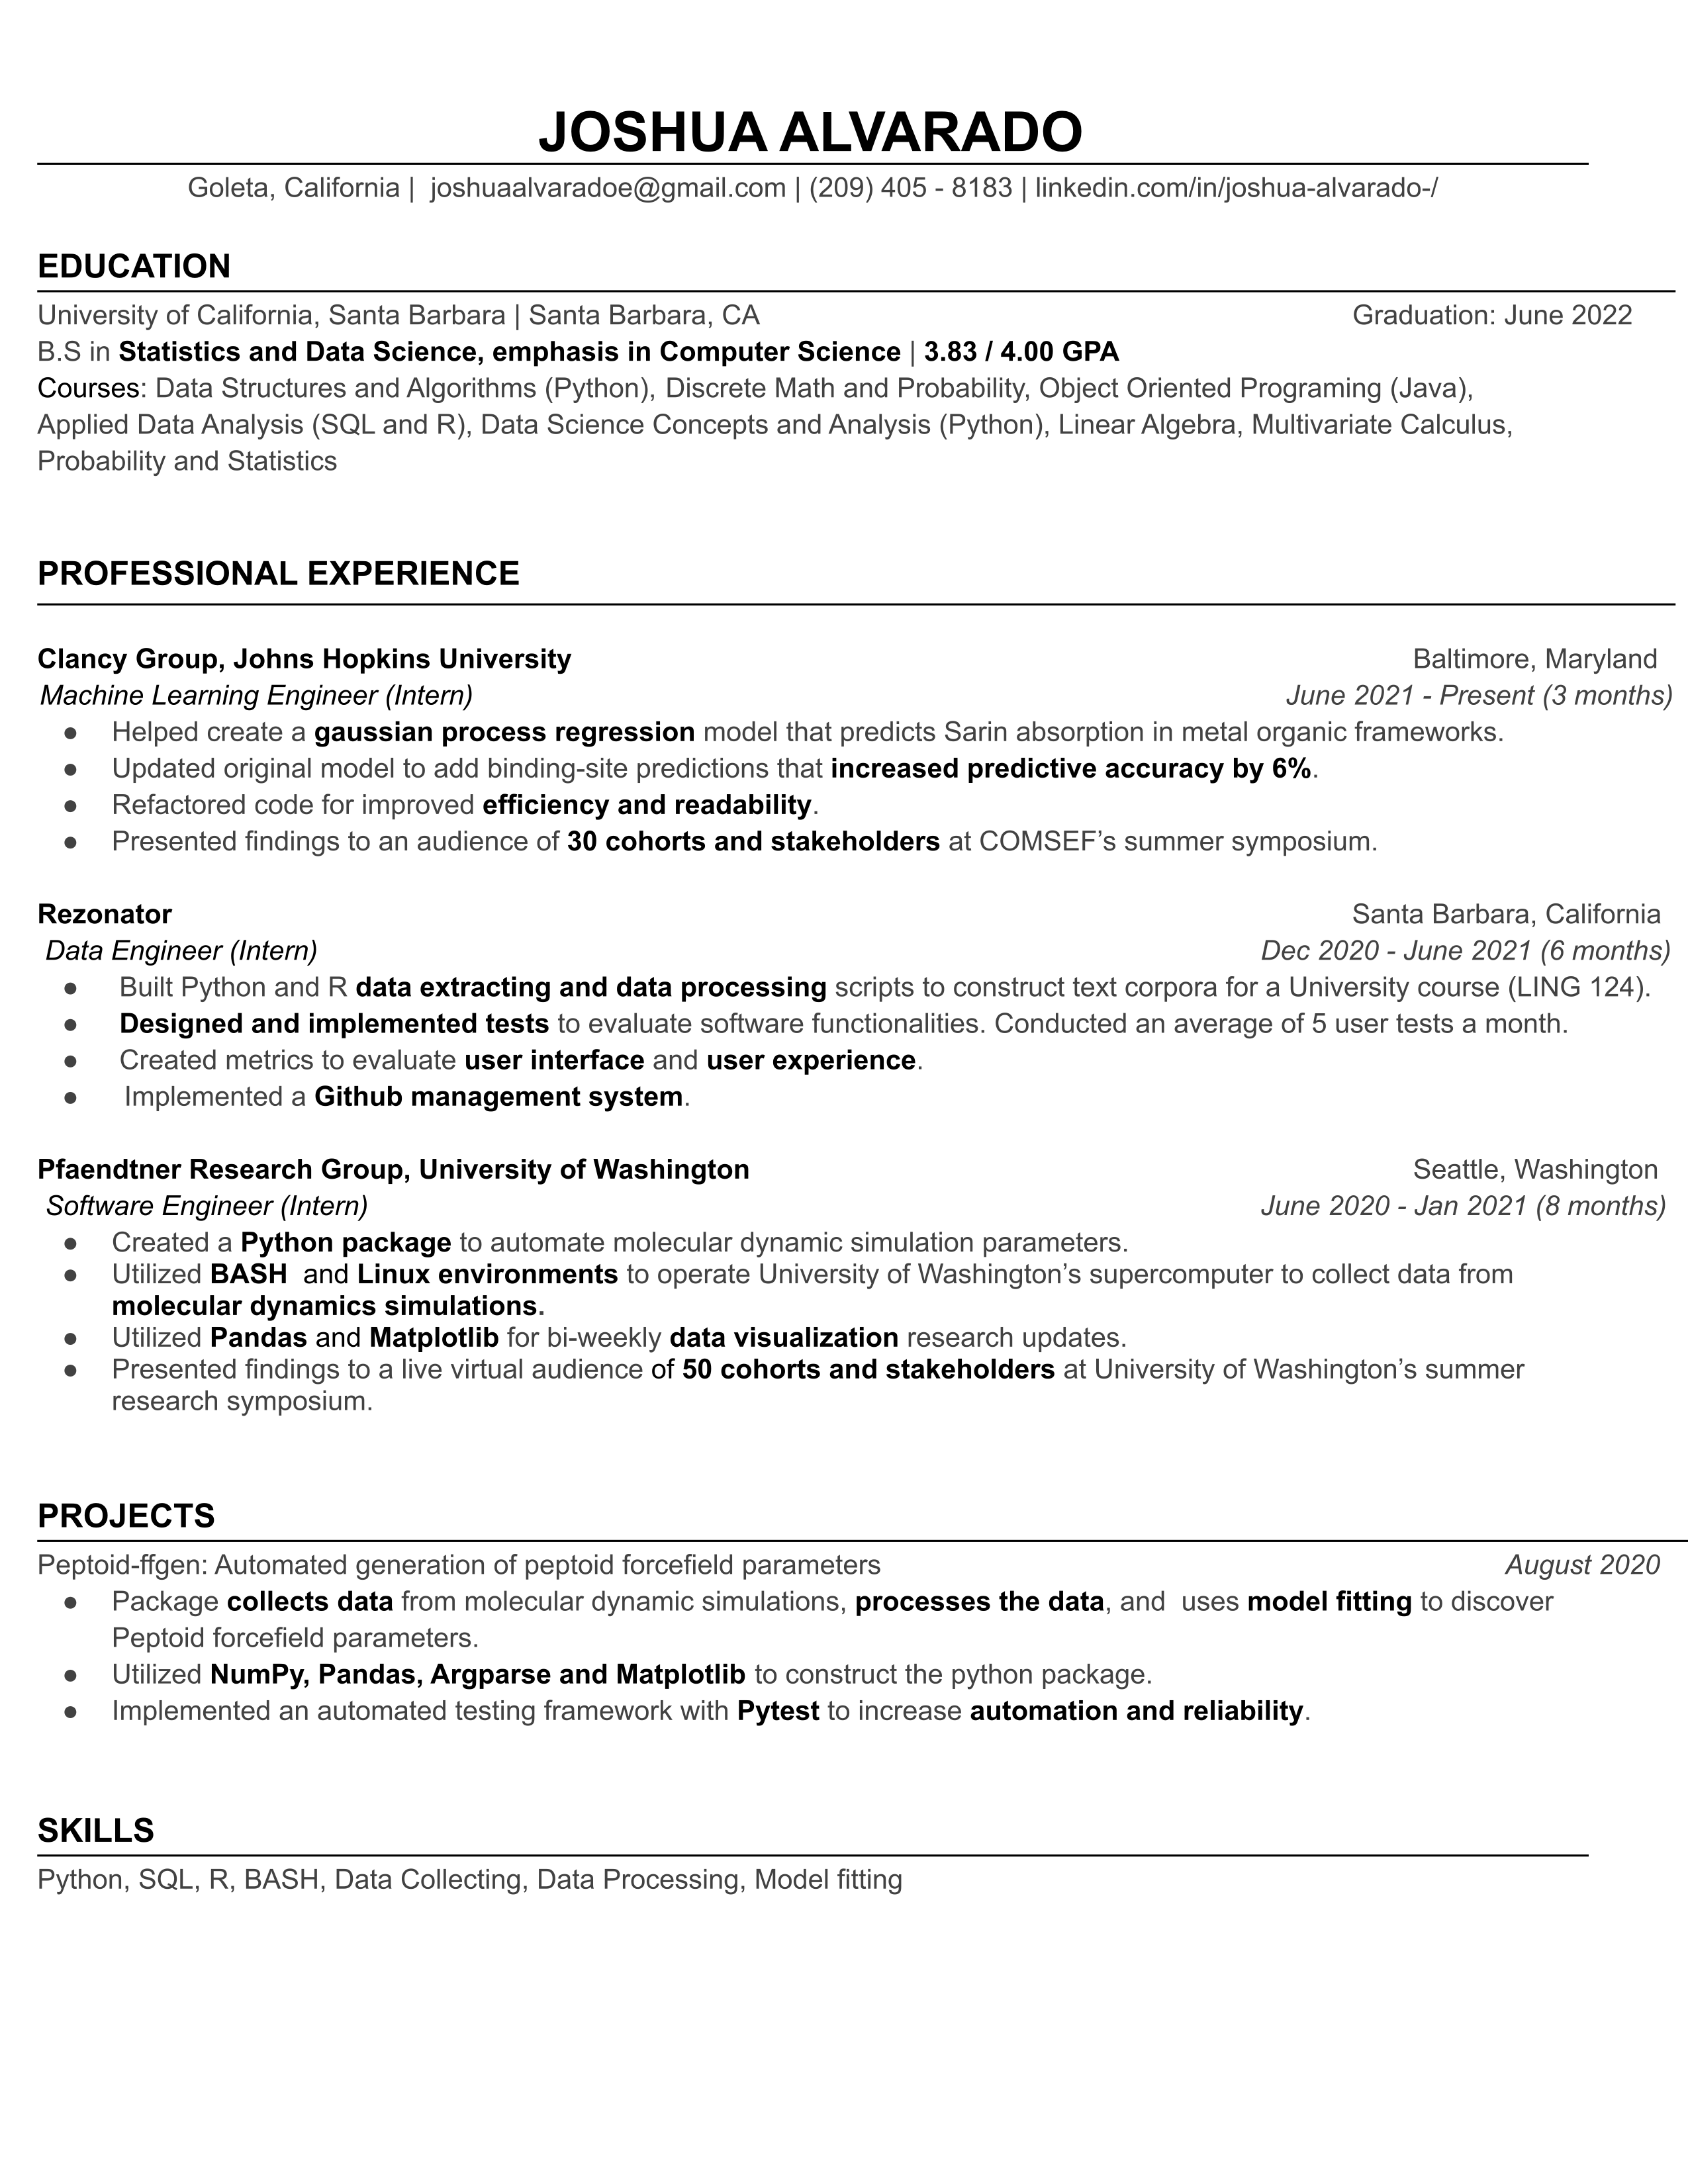 JOSHUA ALVARADO
Goleta, California | joshuaalvaradoe@gmail.com | (209) 405 - 8183 | linkedin.com/in/joshua-alvarado-/
EDUCATION
University of California, Santa Barbara | Santa Barbara, CA Graduation: June 2022
B.S in Statistics and Data Science, emphasis in Computer Science | 3.83 / 4.00 GPA
Courses: Data Structures and Algorithms (Python), Discrete Math and Probability, Object Oriented Programing (Java),
Applied Data Analysis (SQL and R), Data Science Concepts and Analysis (Python), Linear Algebra, Multivariate Calculus,
Probability and Statistics
PROFESSIONAL EXPERIENCE
Clancy Group, Johns Hopkins University Baltimore, Maryland
Machine Learning Engineer (Intern) June 2021 - Present (3 months)
● Helped create a gaussian process regression model that predicts Sarin absorption in metal organic frameworks.
● Updated original model to add binding-site predictions that increased predictive accuracy by 6%.
● Refactored code for improved efficiency and readability.
● Presented findings to an audience of 30 cohorts and stakeholders at COMSEF’s summer symposium.
Rezonator Santa Barbara, California
Data Engineer (Intern) Dec 2020 - June 2021 (6 months)
● Built Python and R data extracting and data processing scripts to construct text corpora for a University course (LING 124).
● Designed and implemented tests to evaluate software functionalities. Conducted an average of 5 user tests a month.
● Created metrics to evaluate user interface and user experience.
● Implemented a Github management system.
Pfaendtner Research Group, University of Washington Seattle, Washington
Software Engineer (Intern) June 2020 - Jan 2021 (8 months)
● Created a Python package to automate molecular dynamic simulation parameters.
● Utilized BASH and Linux environments to operate University of Washington’s supercomputer to collect data from
molecular dynamics simulations.
● Utilized Pandas and Matplotlib for bi-weekly data visualization research updates.
● Presented findings to a live virtual audience of 50 cohorts and stakeholders at University of Washington’s summer
research symposium.
PROJECTS
Peptoid-ffgen: Automated generation of peptoid forcefield parameters August 2020
● Package collects data from molecular dynamic simulations, processes the data, and uses model fitting to discover
Peptoid forcefield parameters.
● Utilized NumPy, Pandas, Argparse and Matplotlib to construct the python package.
● Implemented an automated testing framework with Pytest to increase automation and reliability.
SKILLS
Python, SQL, R, BASH, Data Collecting, Data Processing, Model fitting